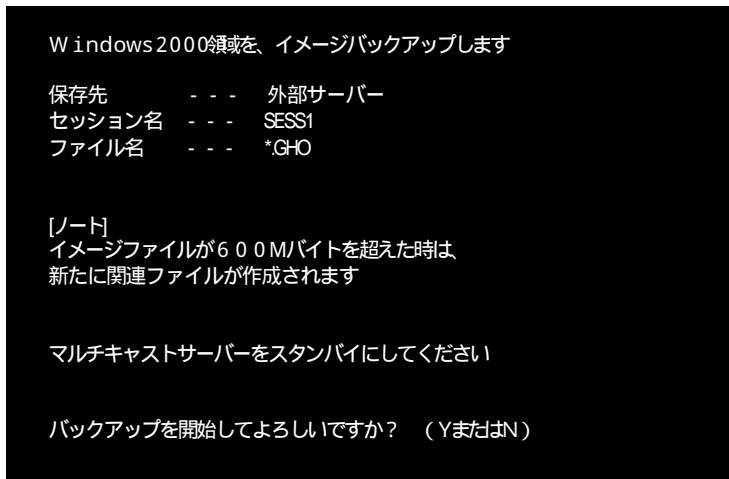 Windows2000領域を、イメージバックアップします
保存先 - - - 外部サーバー
セッション名 - - - SESS1
ファイル名 - - - *.GHO
[ノート]
イメージファイルが600Mバイトを超えた時は、
新たに関連ファイルが作成されます
マルチキャストサーバーをスタンバイにしてください
バックアップを開始してよろしいですか? (YまたはN)